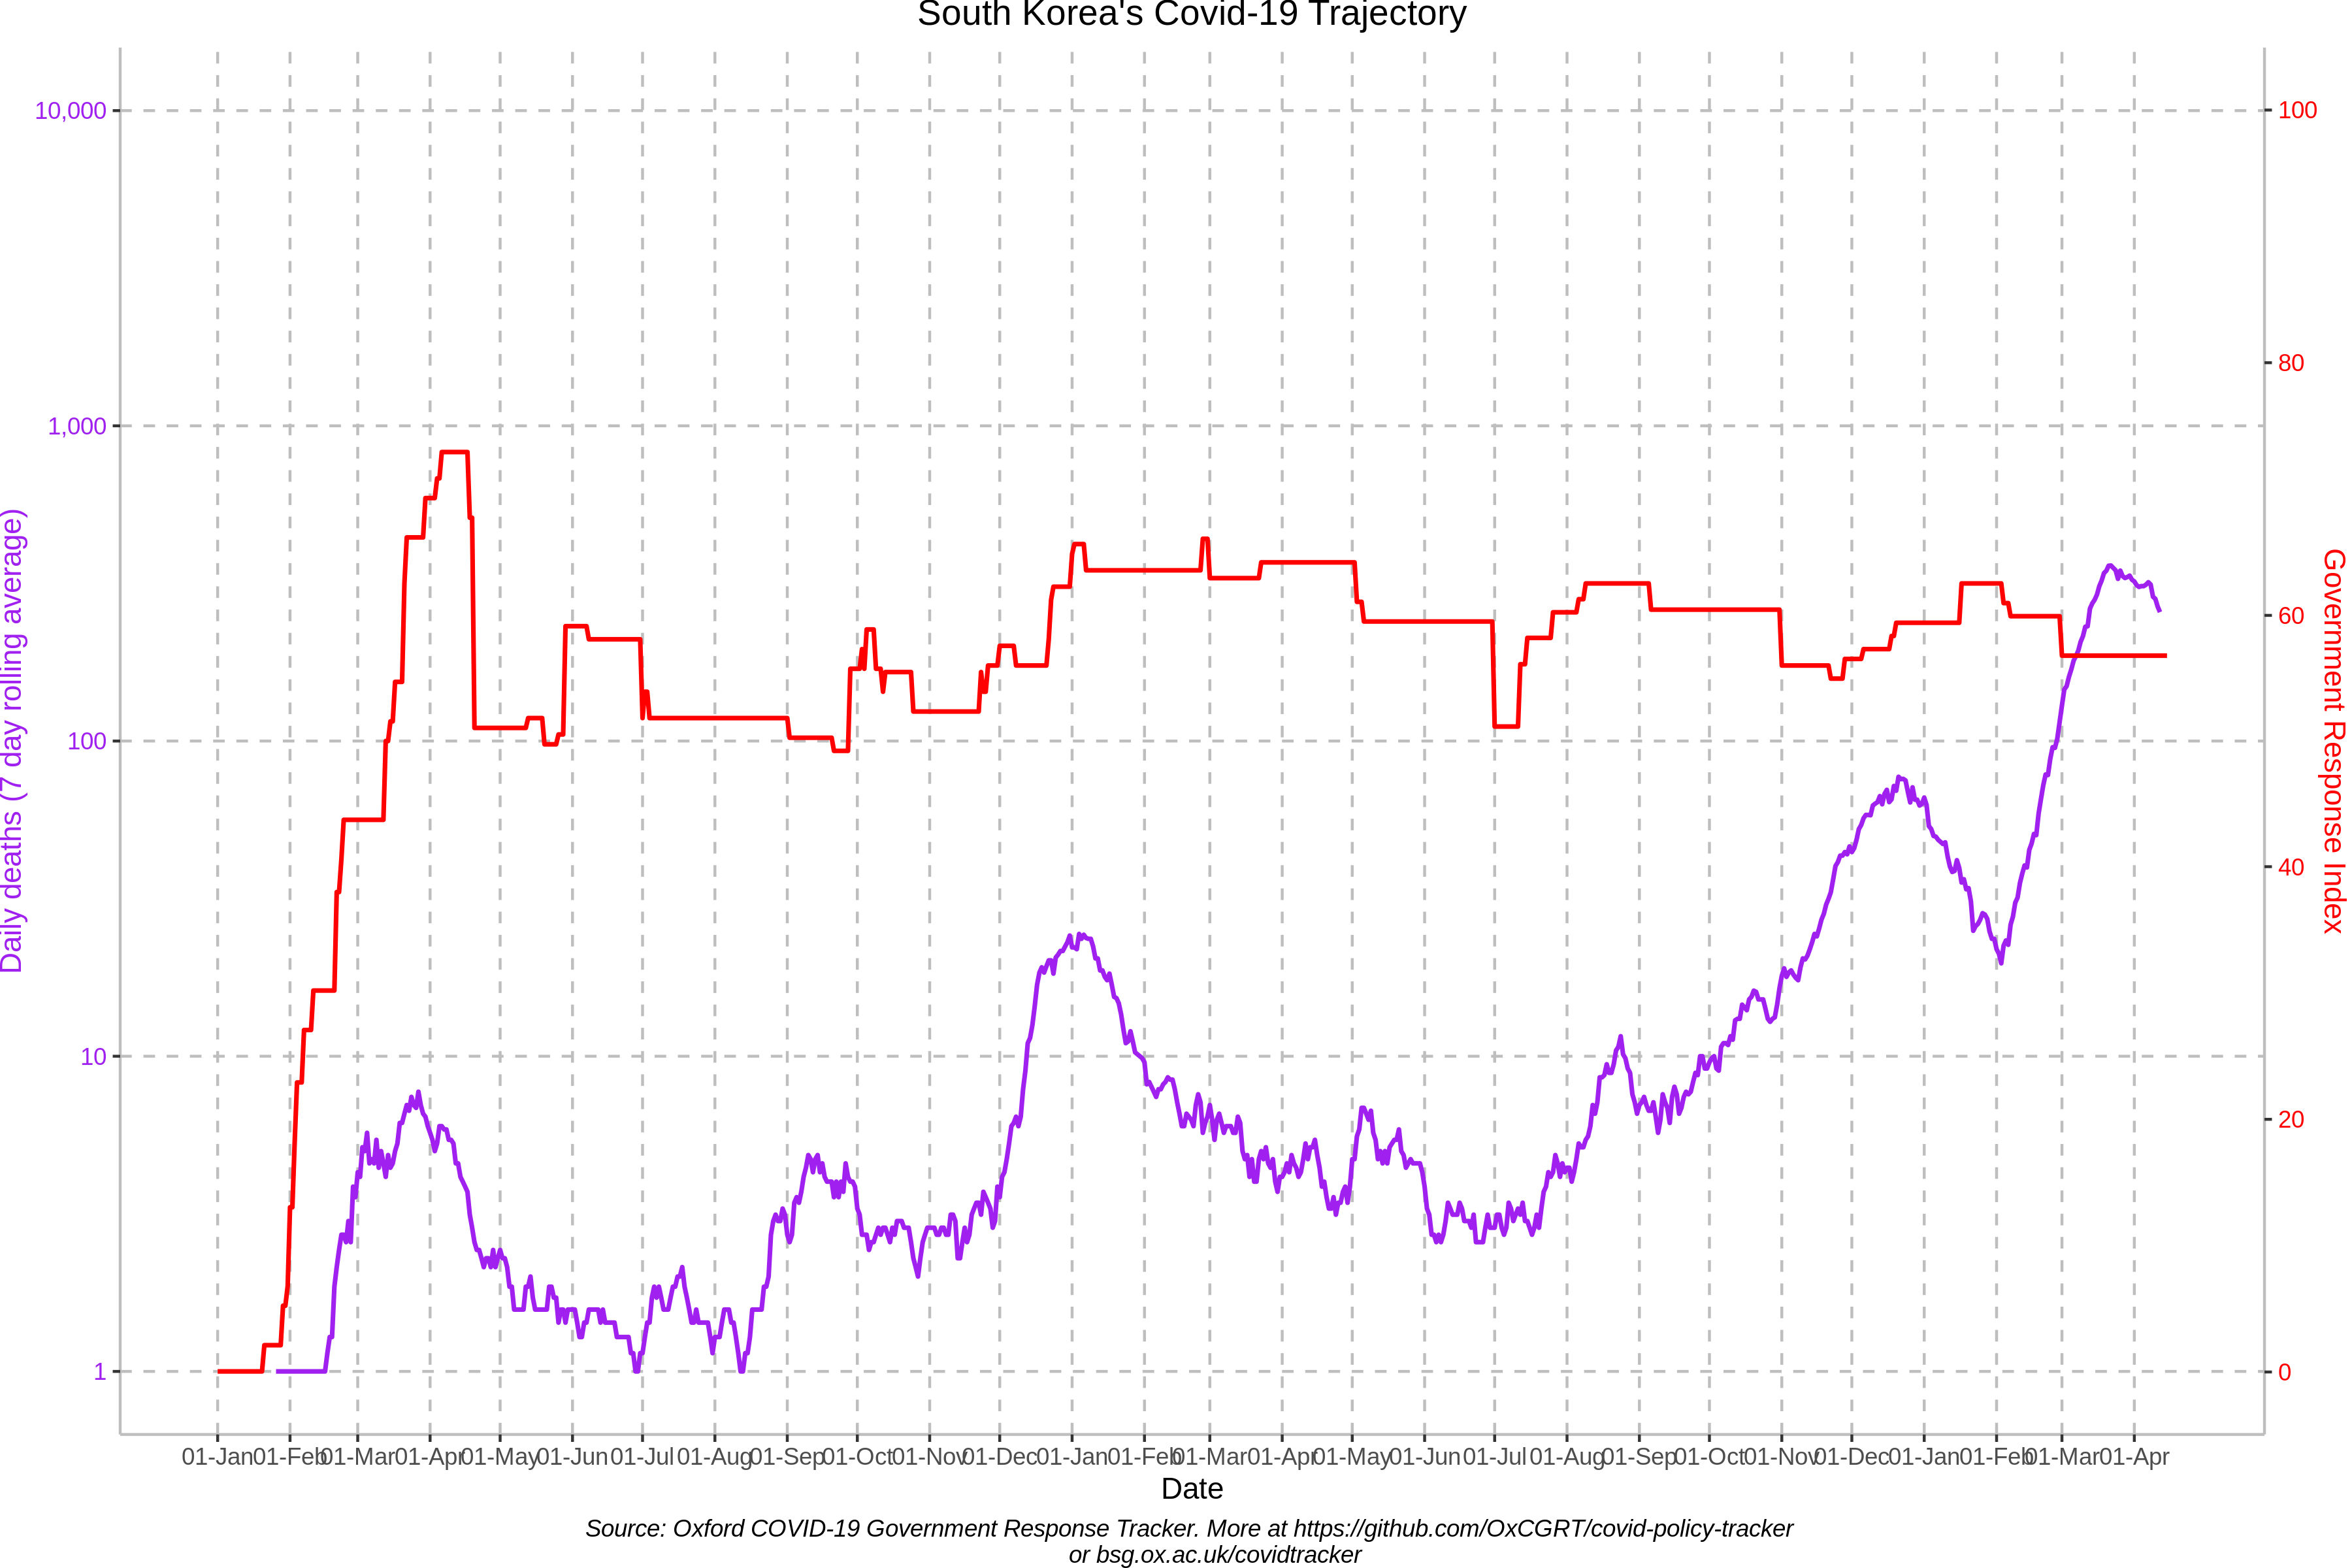 South Korea's Covid-19 Trajectory
10,000
1,000
100
10
1
Daily deaths (7 day rolling average)
100
80
60
40
20
0
Government Response Index
01-Jan
01-Feb
01-Mar
01-Apr
01-May
01-Jun
01-Jul
01-Aug
01-Sep
01-Oct
01-Nov
01-Dec
01-Jan
01-Feb
01-Mar
01-Apr
01-May
01-Jun
01-Jul
01-Aug
01-Sep
01-Oct
01-Nov
01-Dec
01-Jan
01-Feb
01-Mar
01-Apr
Date
Source: Oxford COVID-19 Government Response Tracker. More at https://github.com/OxCGRT/covid-policy-tracker
or bsg.ox.ac.uk/covidtracker